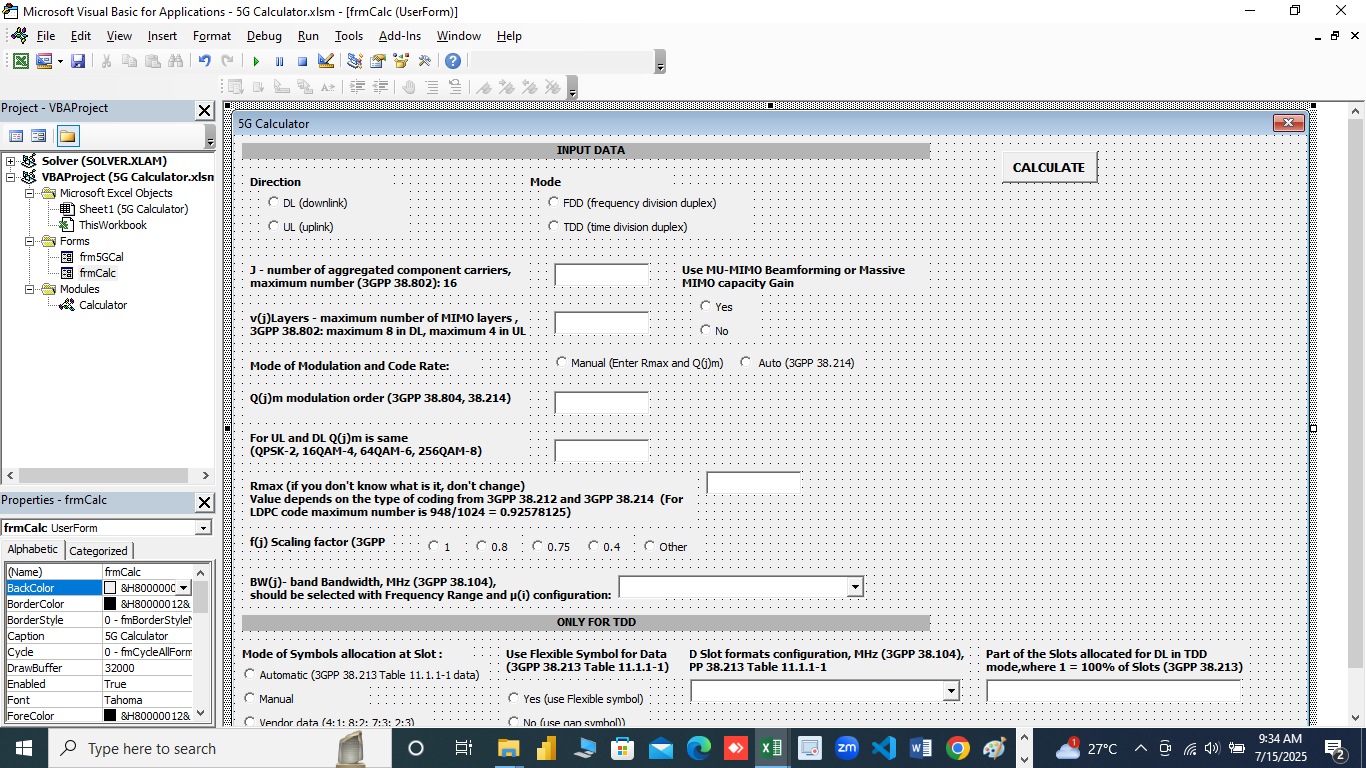 Microsoft Visual Basic for Applications - 5G Calculator.xlsm - [frmCalc (UserForm)]
File Edit View Insert Format Debug Run Tools Add-Ins Window Help
Project - VBAProject
Solver (SOLVER.XLAM)
VBAProject (5G Calculator.xlsm
Microsoft Excel Objects
Sheet1 (5G Calculator)
ThisWorkbook
Forms
frm5GCal
frmCalc
Modules
Calculator
Properties - frmCalc
frmCalc UserForm
Alphabetic Categorized
(Name) frmCalc
BackColor &H8000000
BorderColor &H80000012&
BorderStyle 0 - fmBorderStyleN
Caption 5G Calculator
Cycle 0 - fmCycleAllForm
DrawBuffer 32000
Enabled True
Font Tahoma
ForeColor &H80000012&
5G Calculator
INPUT DATA
CALCULATE
Direction
DL (downlink)
UL (uplink)
Mode
FDD (frequency division duplex)
TDD (time division duplex)
J - number of aggregated component carriers,
maximum number (3GPP 38.802): 16
Use MU-MIMO Beamforming or Massive
MIMO capacity Gain
Yes
No
v(j)Layers - maximum number of MIMO layers ,
3GPP 38.802: maximum 8 in DL, maximum 4 in UL
Mode of Modulation and Code Rate:
Manual (Enter Rmax and Q(j)m)
Auto (3GPP 38.214)
Q(j)m modulation order (3GPP 38.804, 38.214)
For UL and DL Q(j)m is same
(QPSK-2, 16QAM-4, 64QAM-6, 256QAM-8)
Rmax (if you don't know what is it, don't change)
Value depends on the type of coding from 3GPP 38.212 and 3GPP 38.214 (For
LDPC code maximum number is 948/1024 = 0.92578125)
f(j) Scaling factor (3GPP
1 0.8 0.75 0.4 Other
BW(j)- band Bandwidth, MHz (3GPP 38.104),
should be selected with Frequency Range and µ(i) configuration:
ONLY FOR TDD
Mode of Symbols allocation at Slot :
Automatic (3GPP 38.213 Table 11.1.1-1 data)
Manual
Vendor data (4:1; 8:2; 7:3; 2:3)
Use Flexible Symbol for Data
(3GPP 38.213 Table 11.1.1-1)
Yes (use Flexible symbol)
No (use gap symbol))
D Slot formats configuration, MHz (3GPP 38.104),
PP 38.213 Table 11.1.1-1
Part of the Slots allocated for DL in TDD
mode,where 1 = 100% of Slots (3GPP 38.213)
Type here to search
zm
1
27°C
9:34 AM
7/15/2025
2